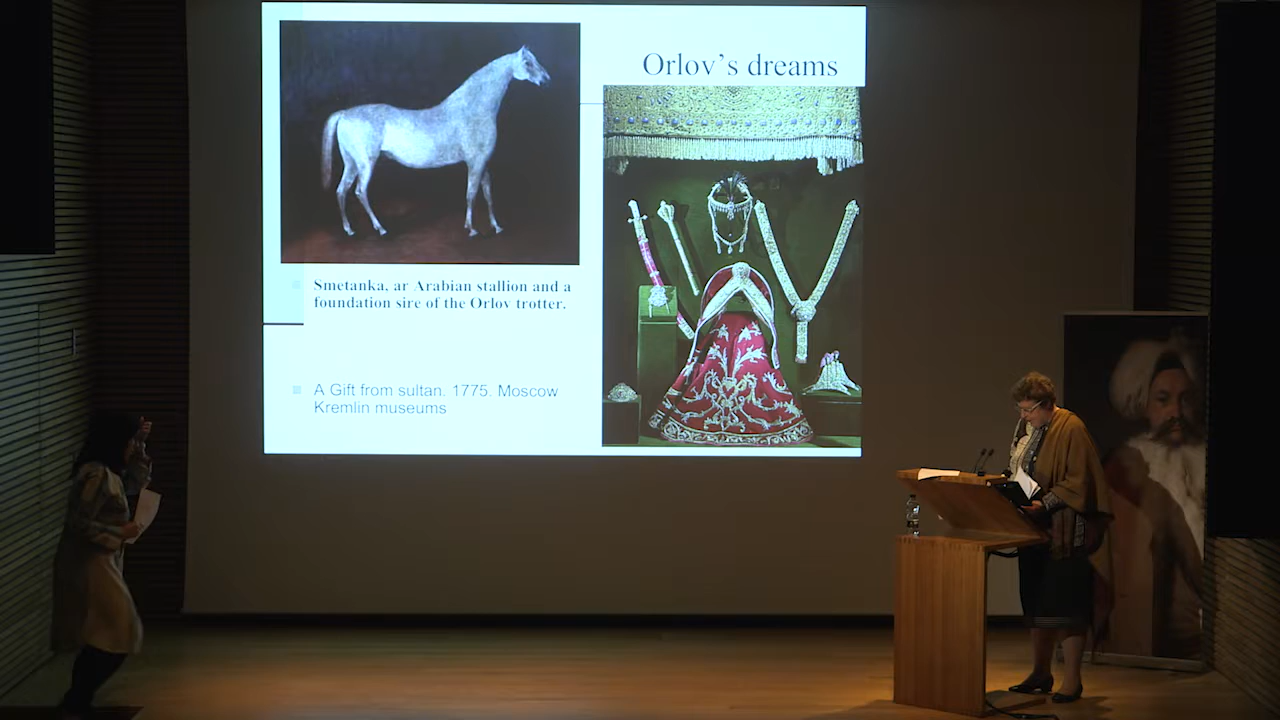 Orlov's dreams
Smetanka, ar Arabian stallion and a
foundation sire of the Orlov trotter.
A Gift from sultan. 1775. Moscow
Kremlin museums